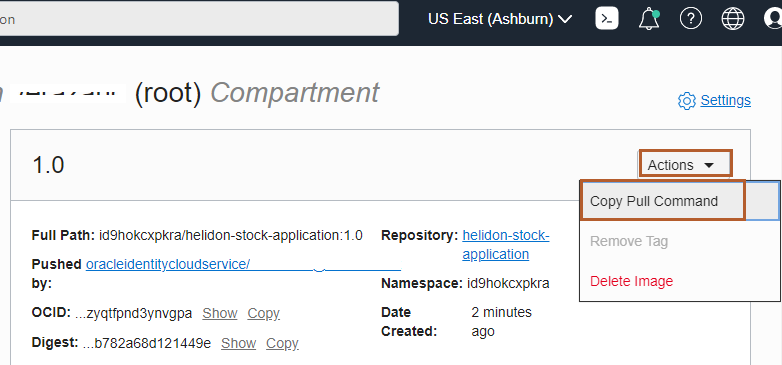 on
US East (Ashburn)
(root) Compartment
Settings
1.0
Actions
Copy Pull Command
Remove Tag
Delete Image
Full Path: id9hokcxpkra/helidon-stock-application:1.0
Pushed oracleidentitycloudservice/
by:
OCID: ...zyqtfpnd3ynvgpa Show Copy
Digest: ...b782a68d121449e Show Copy
Repository: helidon-stock-
application
Namespace: id9hokcxpkra
Date 2 minutes
Created: ago